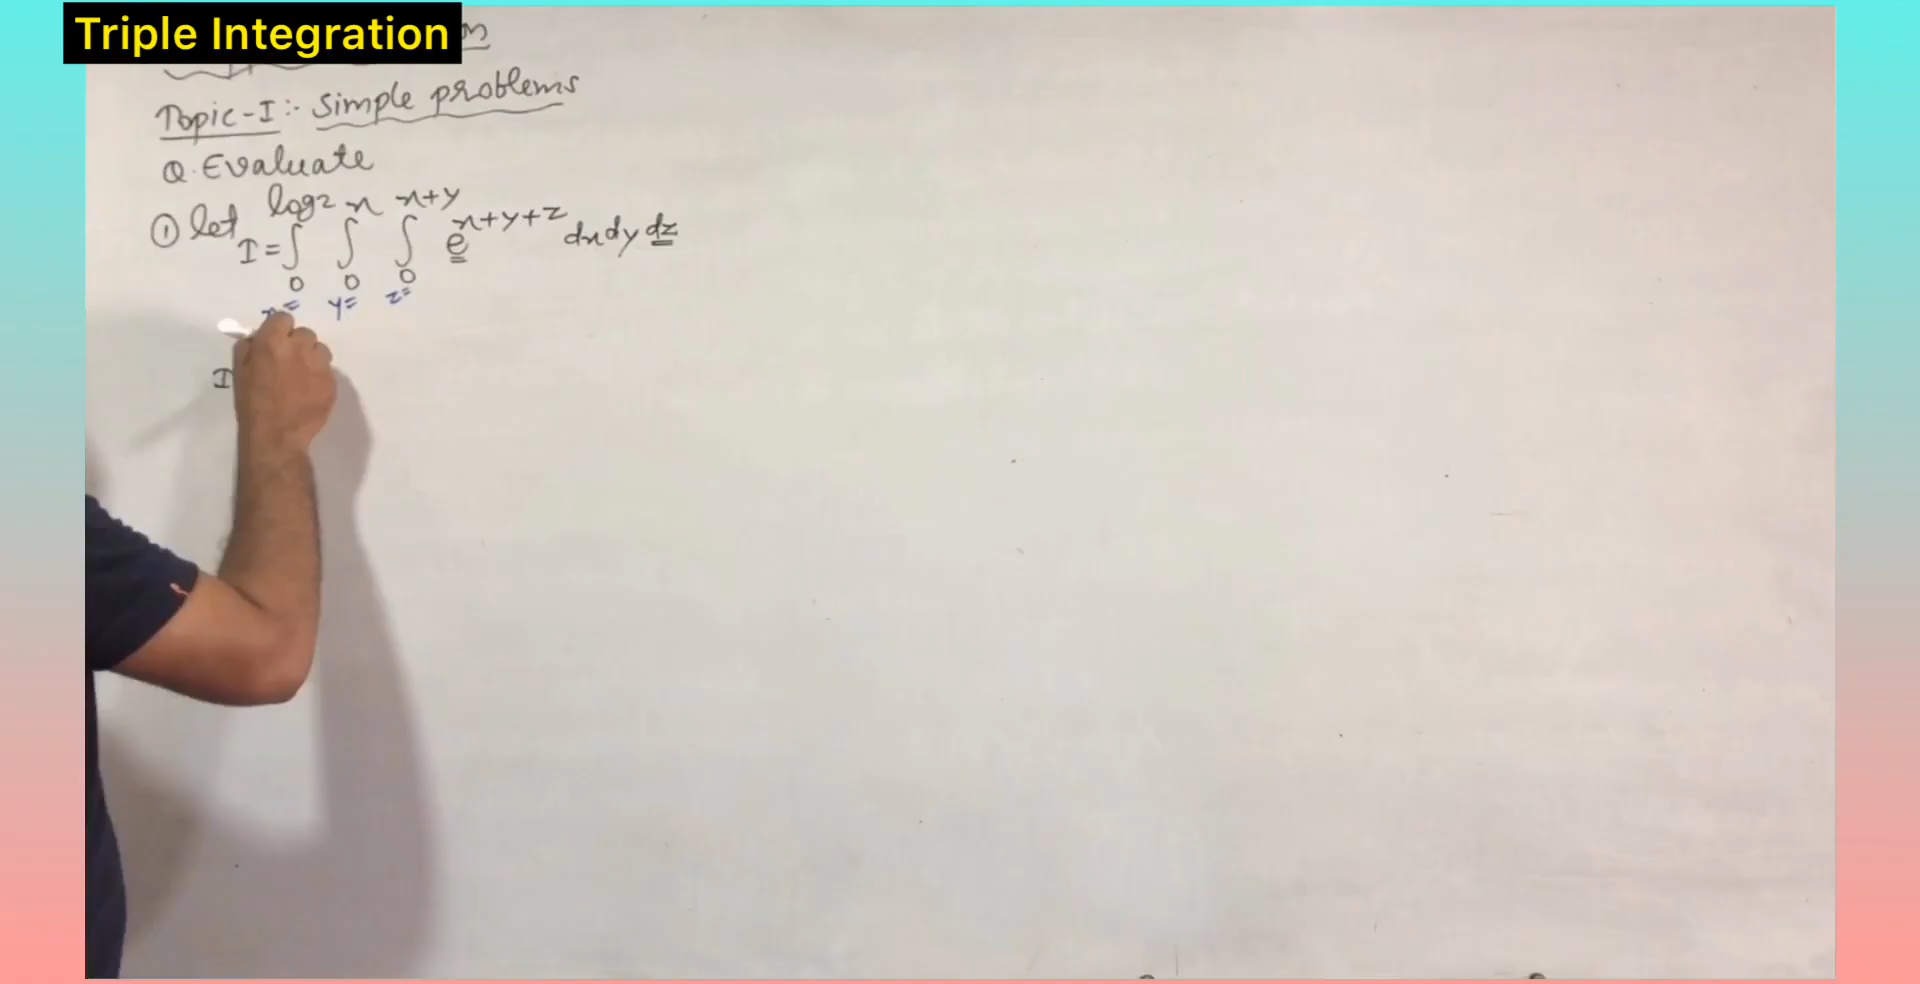 Triple Integration
Topic-I:- Simple problems
Q. Evaluate
① let I = ∫₀^{log2} ∫₀^{x} ∫₀^{x+y} e^{x+y+z} dx dy dz
x= y= z=
I